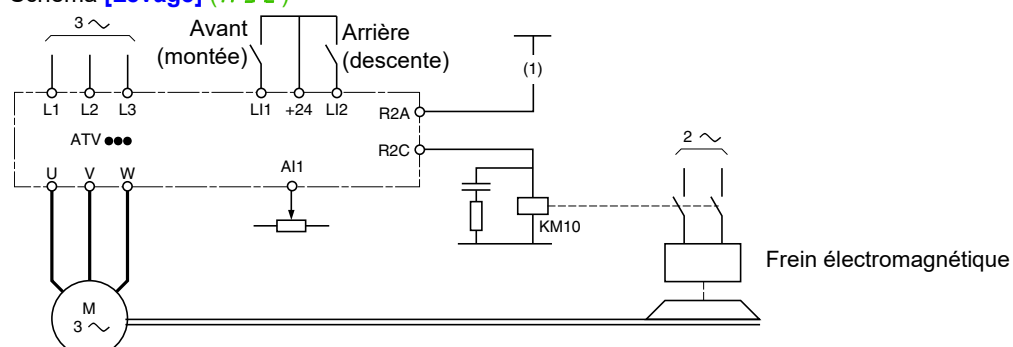 Schéma [Levage] (HSt)
3 ~
Avant
(montée)
Arrière
(descente)
(1)
L1 L2 L3
LI1 +24 LI2
R2A
ATV •••
R2C
2 ~
U V W
AI1
KM10
Frein électromagnétique
M
3 ~